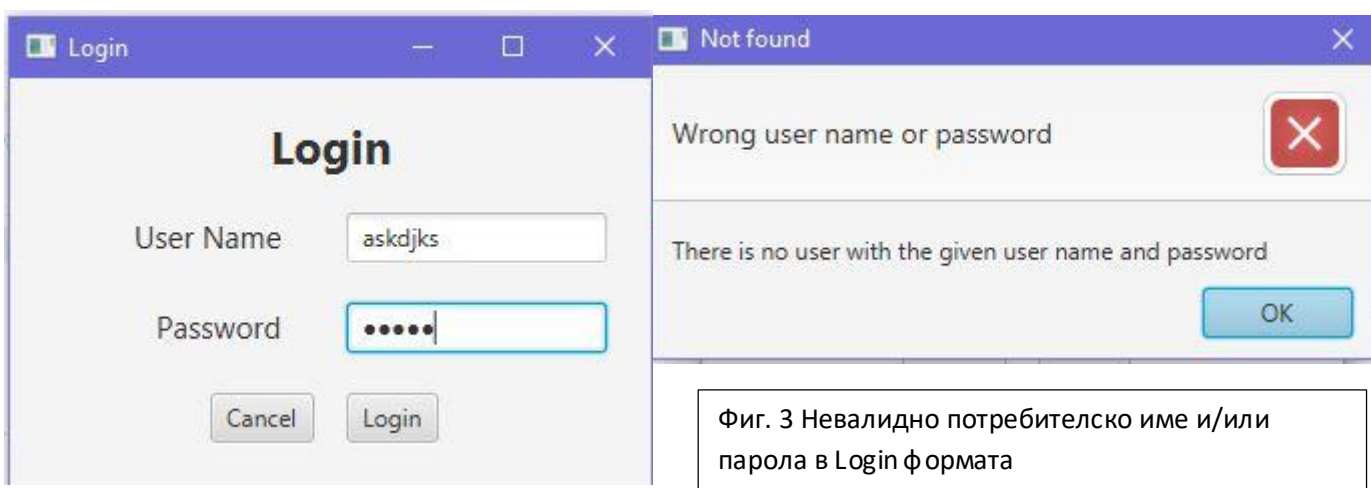 Login
Login
User Name
askdjks
Password
•••••
Cancel
Login
Not found
Wrong user name or password
There is no user with the given user name and password
OK
Фиг. 3 Невалидно потребителско име и/или
парола в Login формата